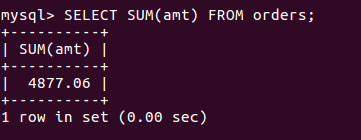 mysql> SELECT SUM(amt) FROM orders;
+----------+
| SUM(amt) |
+----------+
|  4877.06 |
+----------+
1 row in set (0.00 sec)